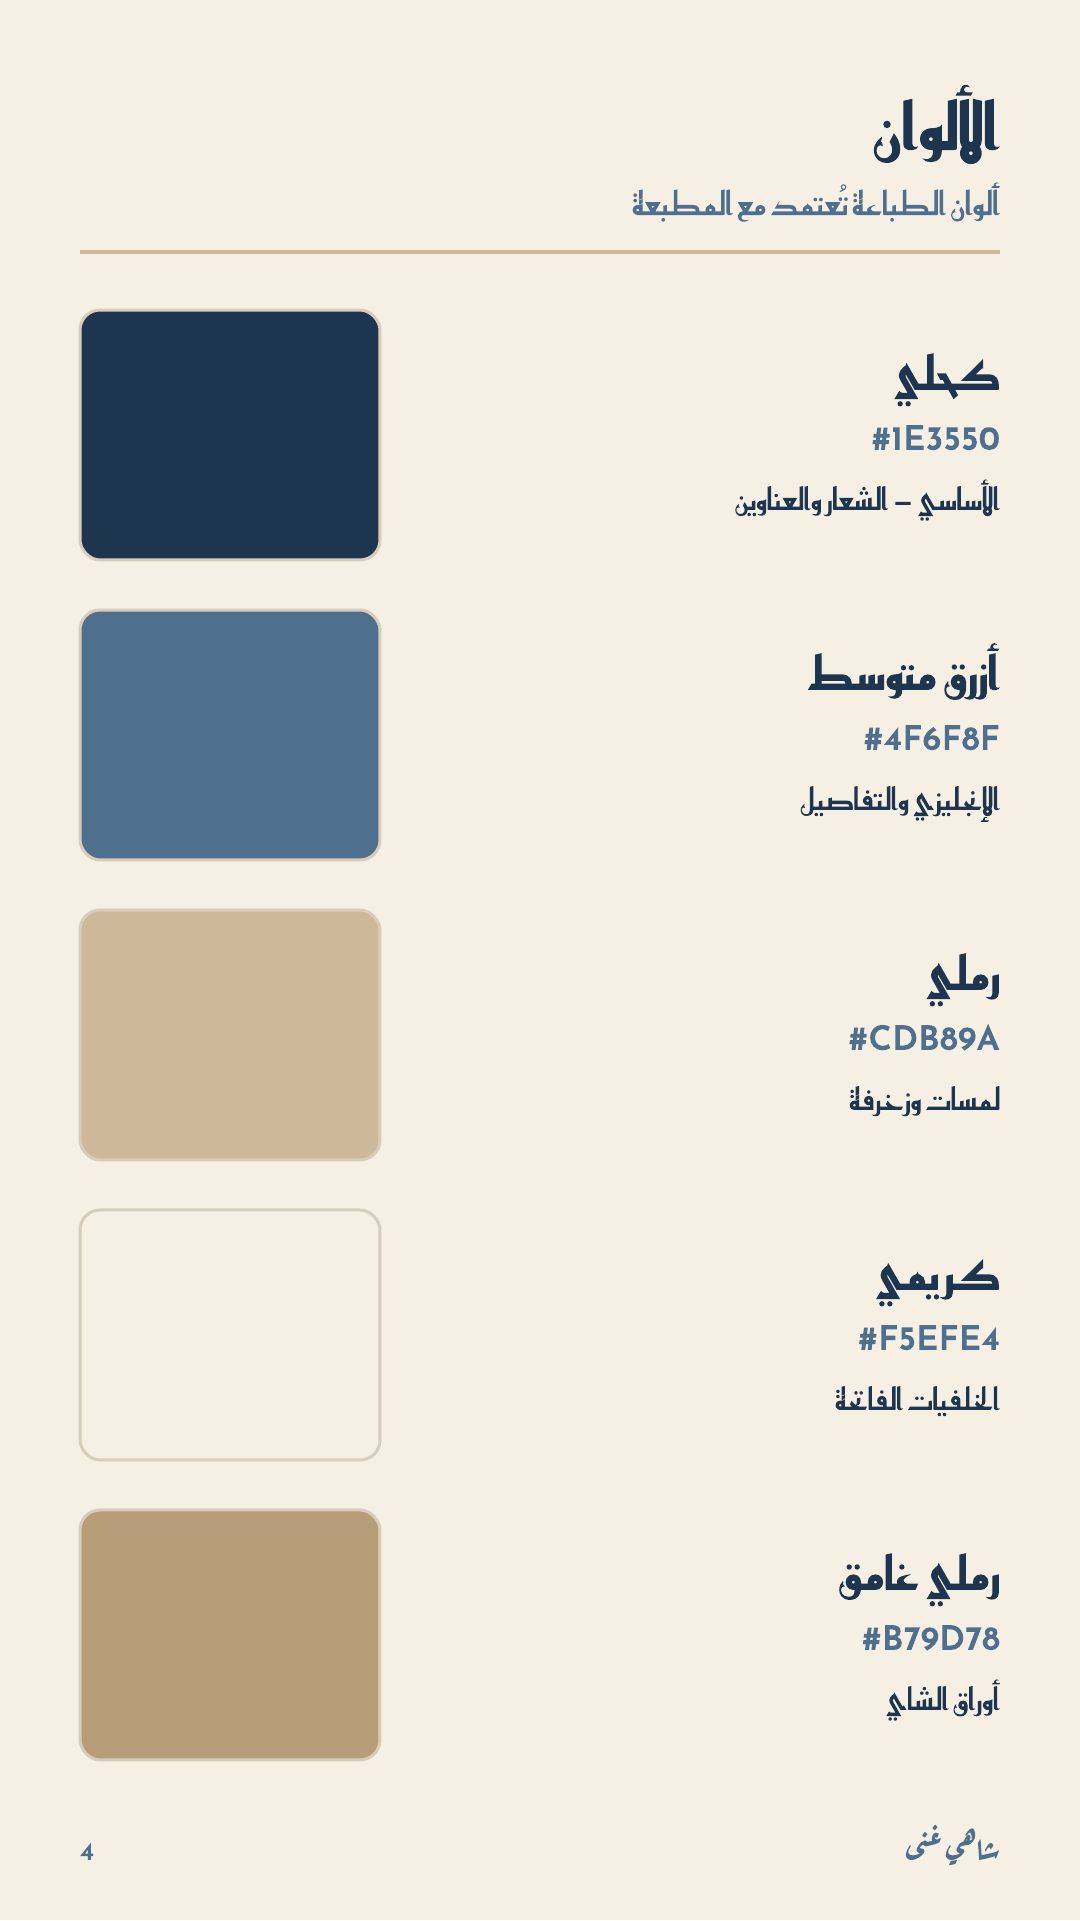 الألوان
ألوان الطباعة تُعتمد مع المطبعة
كحلي
#1E3550
الأساسي – الشعار والعناوين
أزرق متوسط
#4F6F8F
الإنجليزي والتفاصيل
رملي
#CDB89A
لمسات وزخرفة
كريمي
#F5EFE4
الخلفيات الفاتحة
رملي غامق
#B79D78
أوراق الشاي
شاهي غنى
4